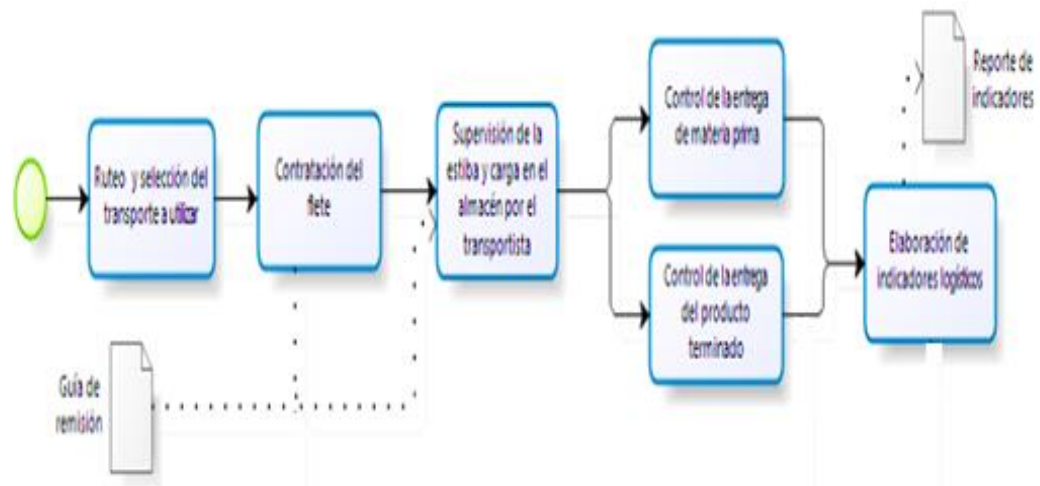 Ruteo y selección del
transporte a utilizar
Contratación del
flete
Supervisión de la
estiba y carga en el
almacén por el
transportista
Control de la entrega
de materia prima
Control de la entrega
del producto
terminado
Elaboración de
indicadores logísticos
Reporte de
indicadores
Guía de
remisión